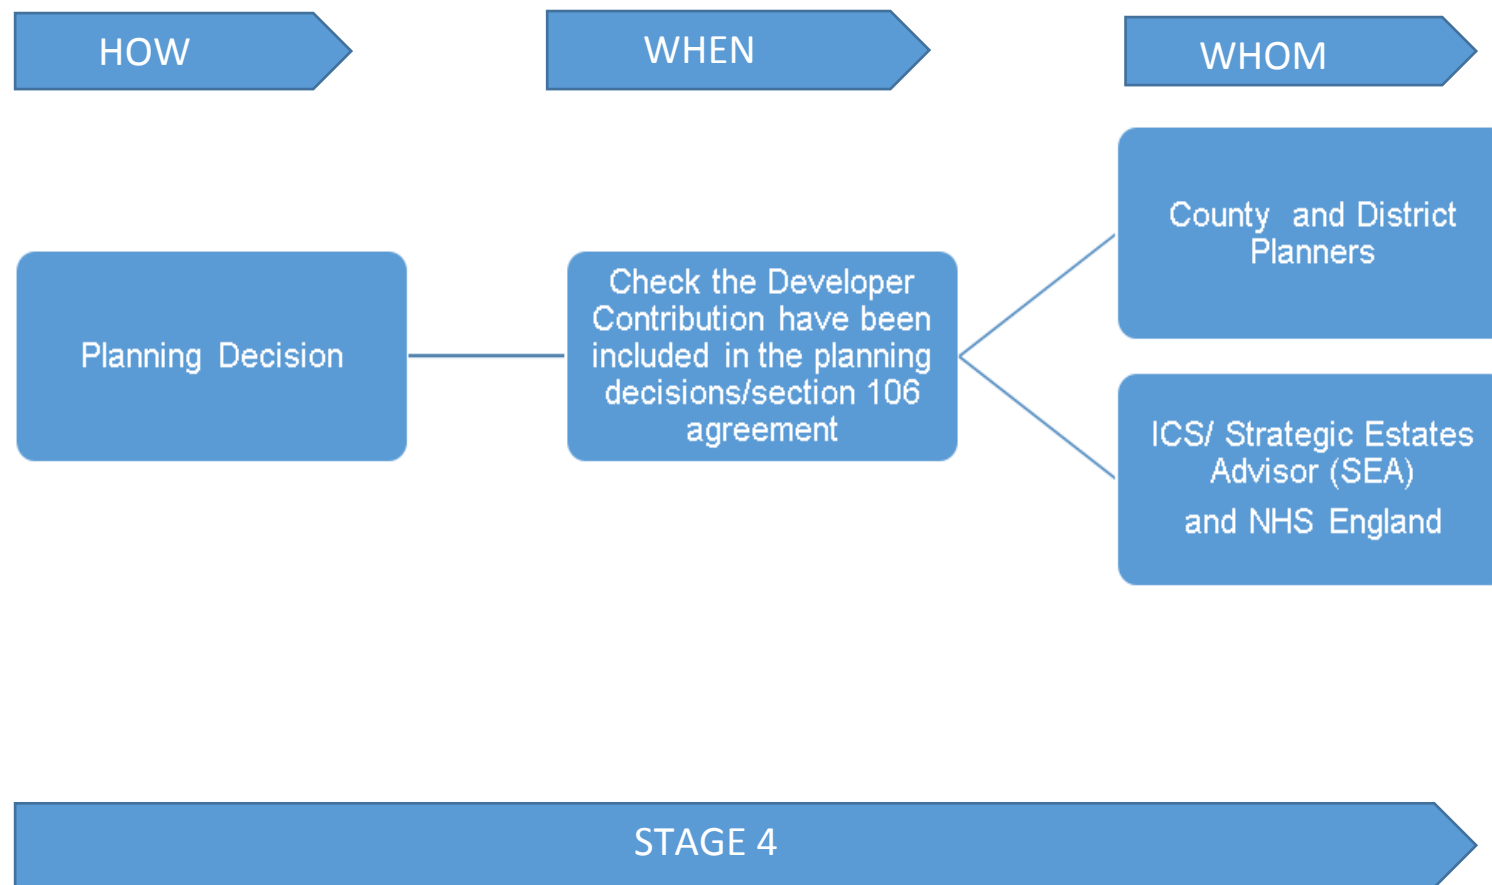 HOW
WHEN
WHOM
Planning Decision
Check the Developer
Contribution have been
included in the planning
decisions/section 106
agreement
County and District
Planners
ICS/ Strategic Estates
Advisor (SEA)
and NHS England
STAGE 4